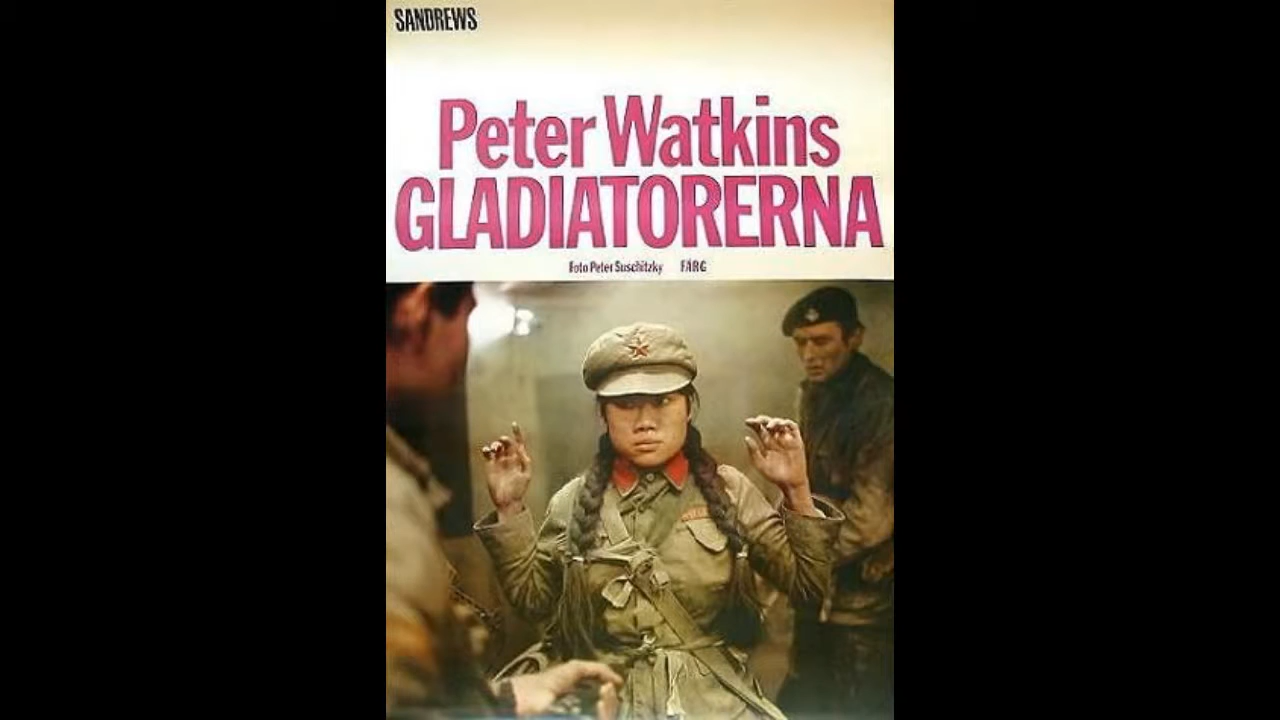 SANDREWS
Peter Watkins
GLADIATORERNA
Foto Peter Suschitzky FÄRG